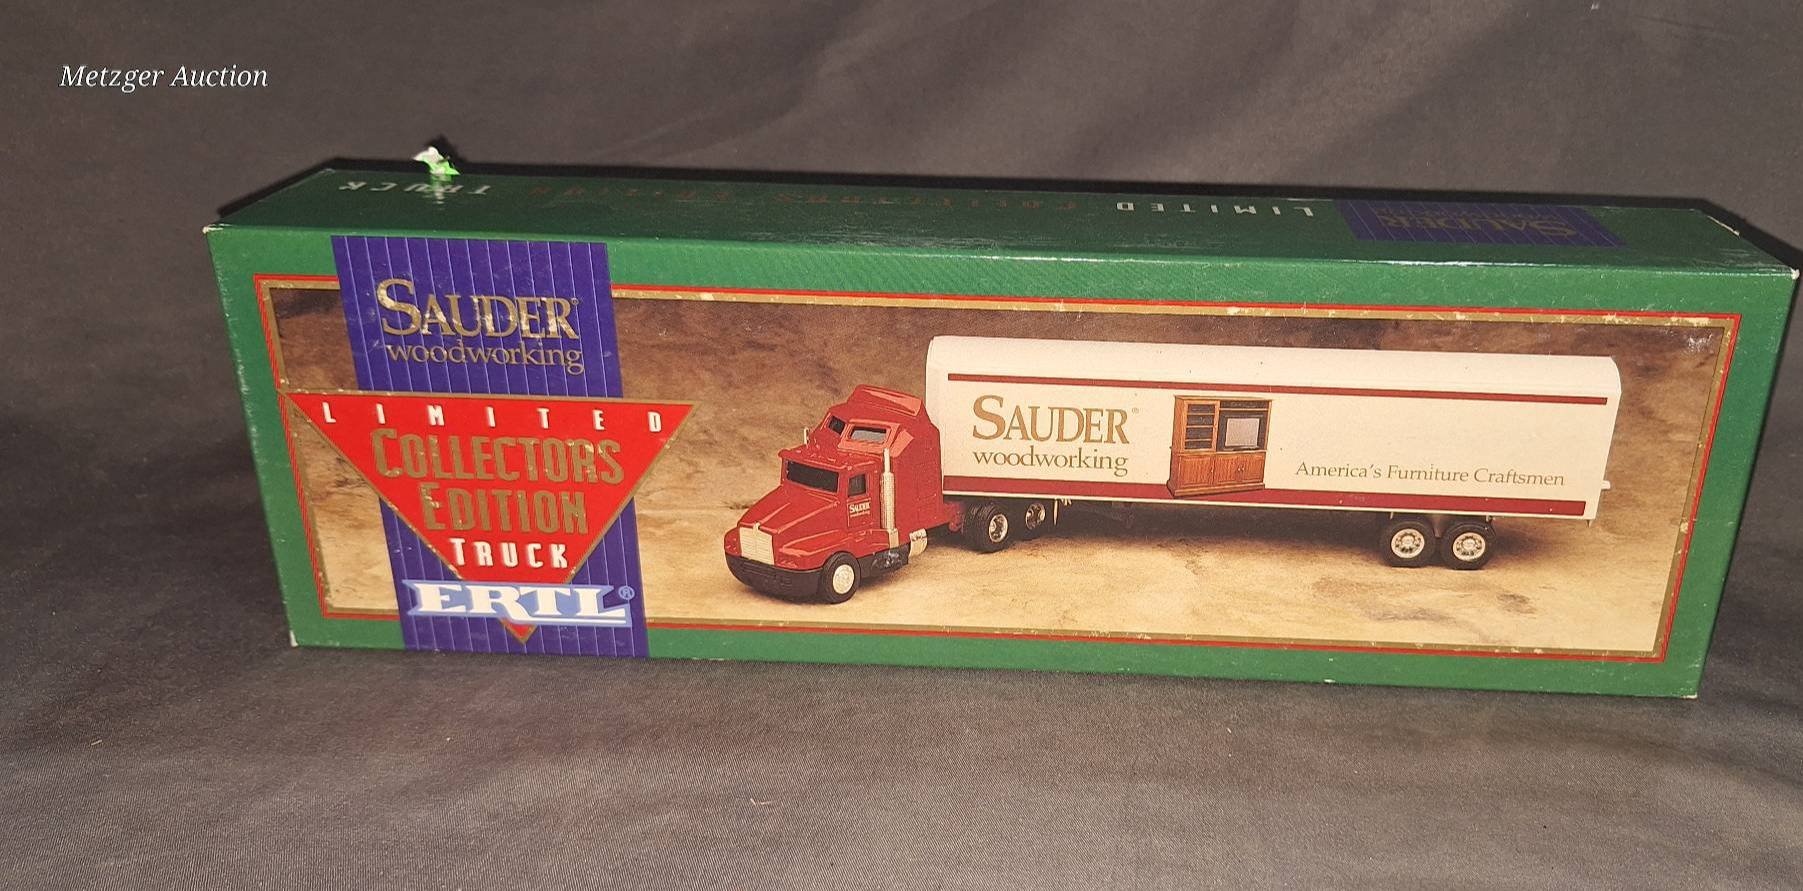 Metzger Auction
LIMITED COLLECTORS EDITION TRUCK
SAUDER
SAUDER®
woodworking
LIMITED
COLLECTORS
EDITION
TRUCK
ERTL®
SAUDER®
woodworking
America's Furniture Craftsmen
SAUDER